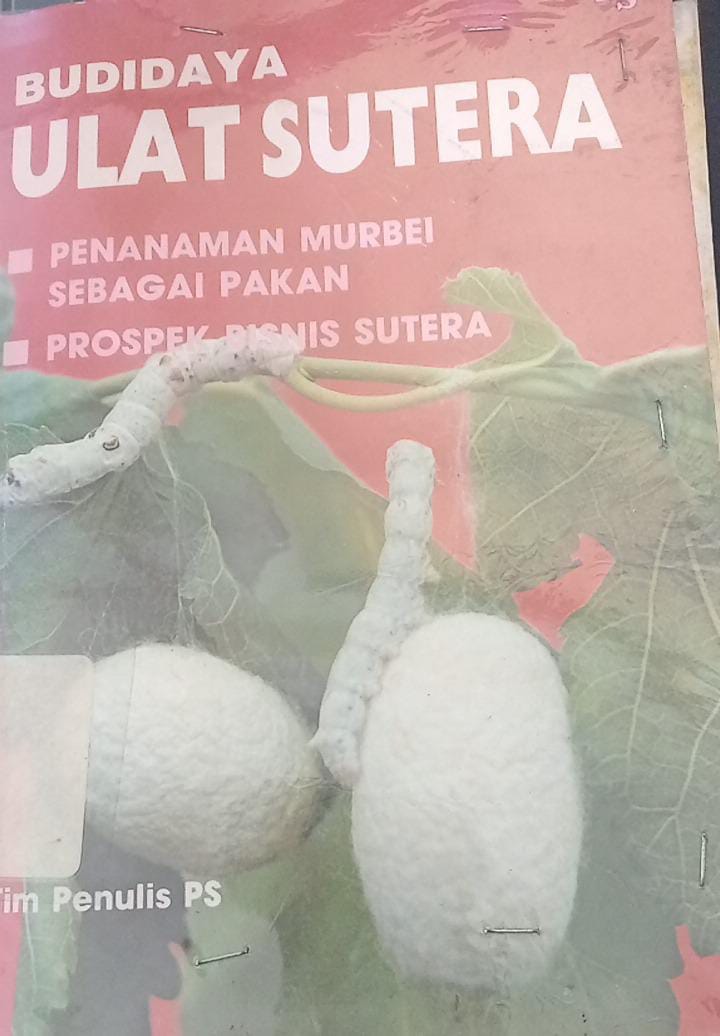 BUDIDAYA
ULAT SUTERA
■ PENANAMAN MURBEI
SEBAGAI PAKAN
■ PROSPEK BISNIS SUTERA
Tim Penulis PS